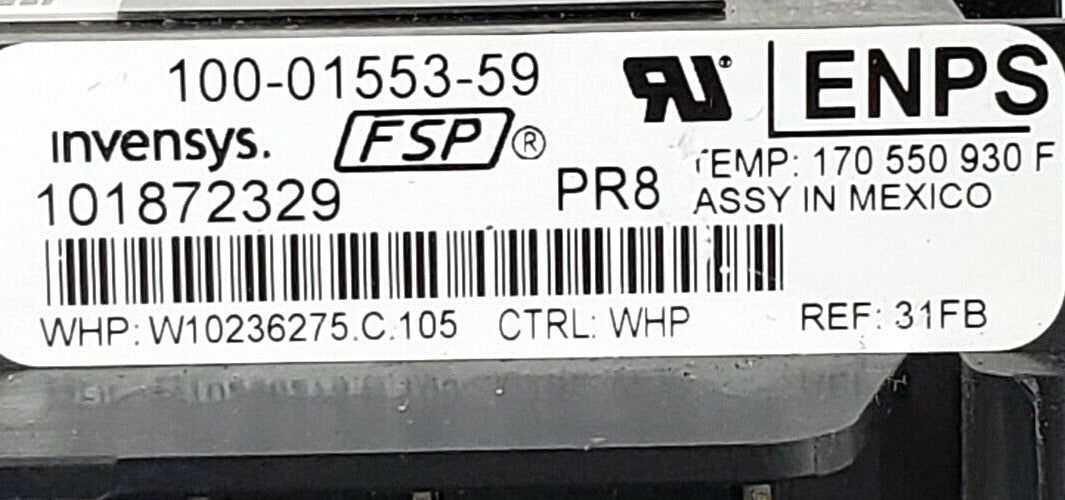 100-01553-59
ENPS
invensys. FSP®
TEMP: 170 550 930 F
101872329 PR8
ASSY IN MEXICO
WHP: W10236275.C.105 CTRL: WHP REF: 31FB